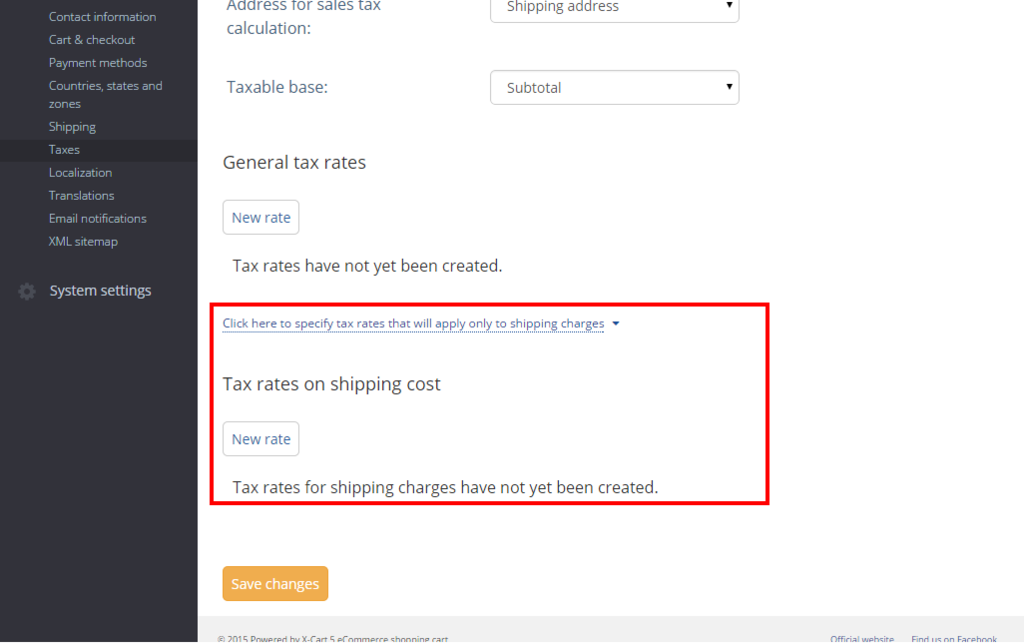 Contact information
Cart & checkout
Payment methods
Countries, states and
zones
Shipping
Taxes
Localization
Translations
Email notifications
XML sitemap
System settings
Address for sales tax
calculation:
Shipping address
Taxable base:
Subtotal
General tax rates
New rate
Tax rates have not yet been created.
Click here to specify tax rates that will apply only to shipping charges
Tax rates on shipping cost
New rate
Tax rates for shipping charges have not yet been created.
Save changes
© 2015 Powered by X-Cart 5 eCommerce shopping cart
Official website
Find us on Facebook